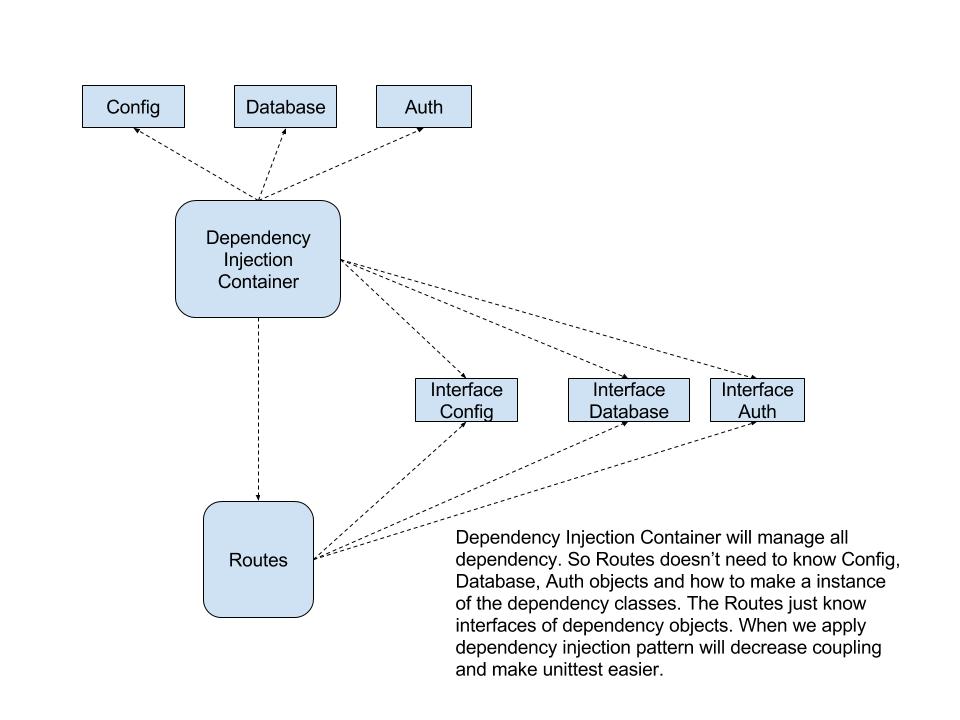 Config
Database
Auth
Dependency
Injection
Container
Interface
Config
Interface
Database
Interface
Auth
Routes
Dependency Injection Container will manage all
dependency. So Routes doesn’t need to know Config,
Database, Auth objects and how to make a instance
of the dependency classes. The Routes just know
interfaces of dependency objects. When we apply
dependency injection pattern will decrease coupling
and make unittest easier.